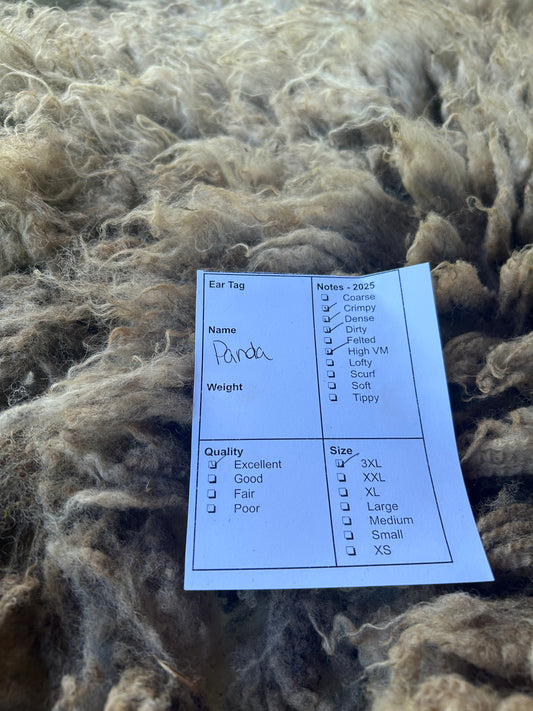 Ear Tag
Name
Panda
Weight
Notes - 2025
Coarse
Crimpy
Dense
Dirty
Felted
High VM
Lofty
Scurf
Soft
Tippy
Quality
Excellent
Good
Fair
Poor
Size
3XL
XXL
XL
Large
Medium
Small
XS